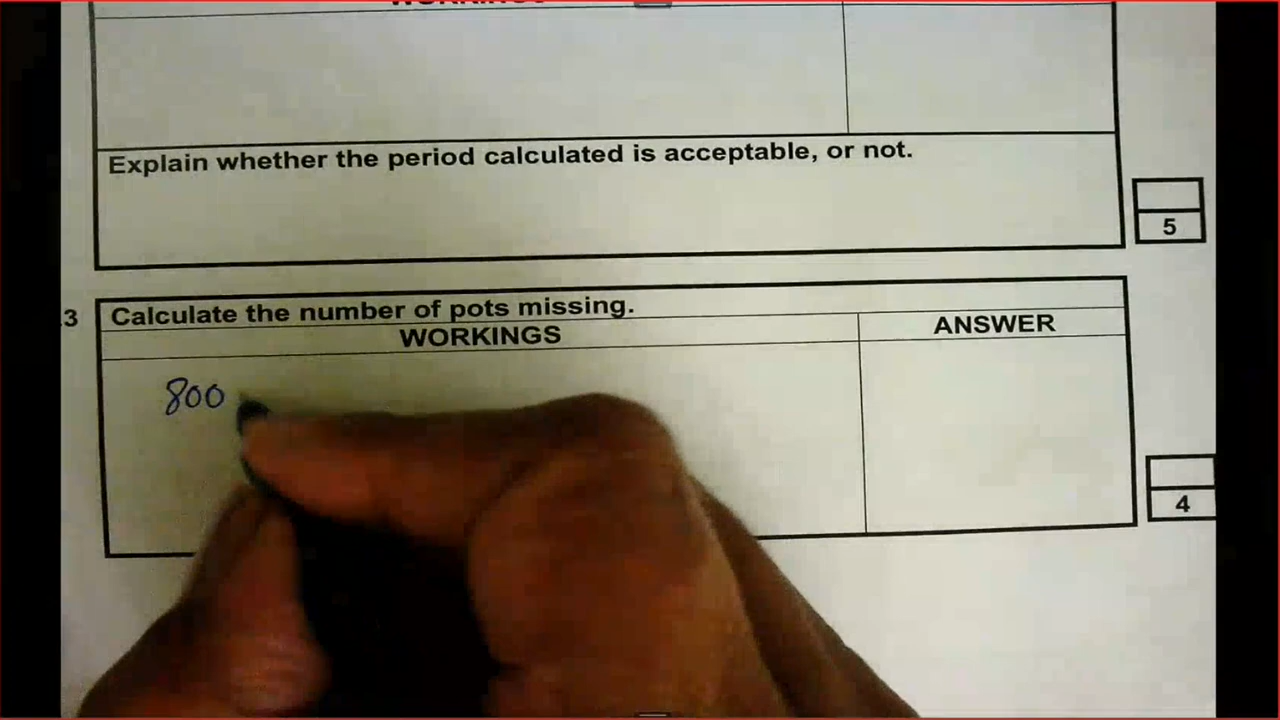 Explain whether the period calculated is acceptable, or not.
5
.3 Calculate the number of pots missing.
WORKINGS ANSWER
800
4